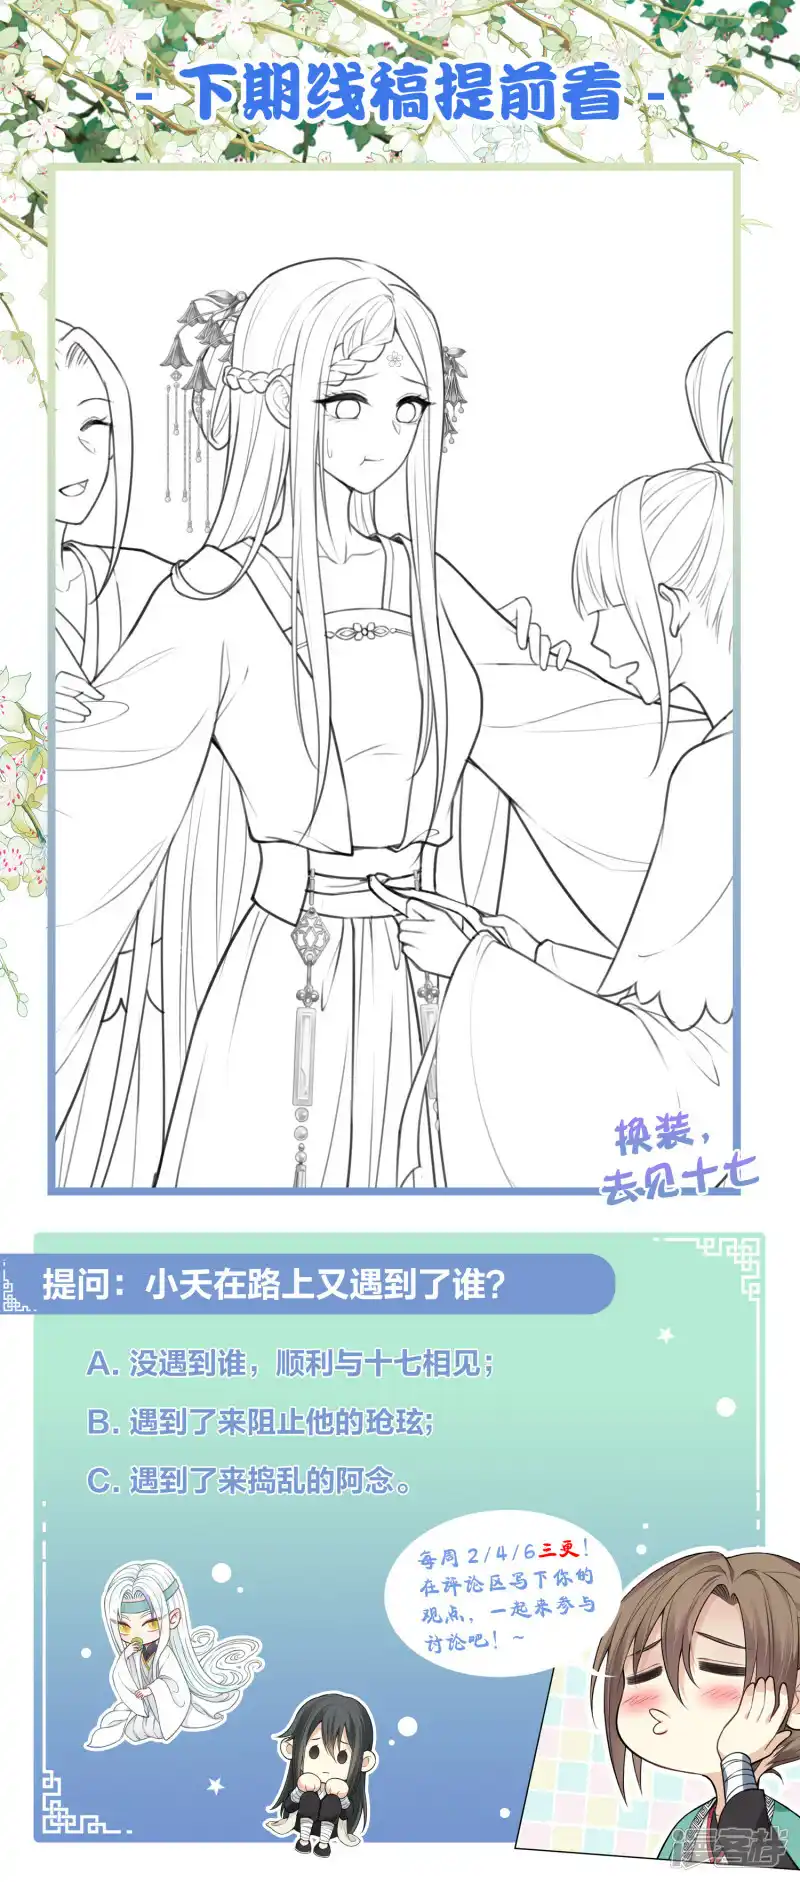 - 下期线稿提前看 -
换装，
去见十七
提问：小夭在路上又遇到了谁？
A. 没遇到谁，顺利与十七相见；
B. 遇到了来阻止他的玱玹；
C. 遇到了来捣乱的阿念。
每周 2/4/6三更！
在评论区写下你的
观点，一起来参与
讨论吧！~
漫客栈